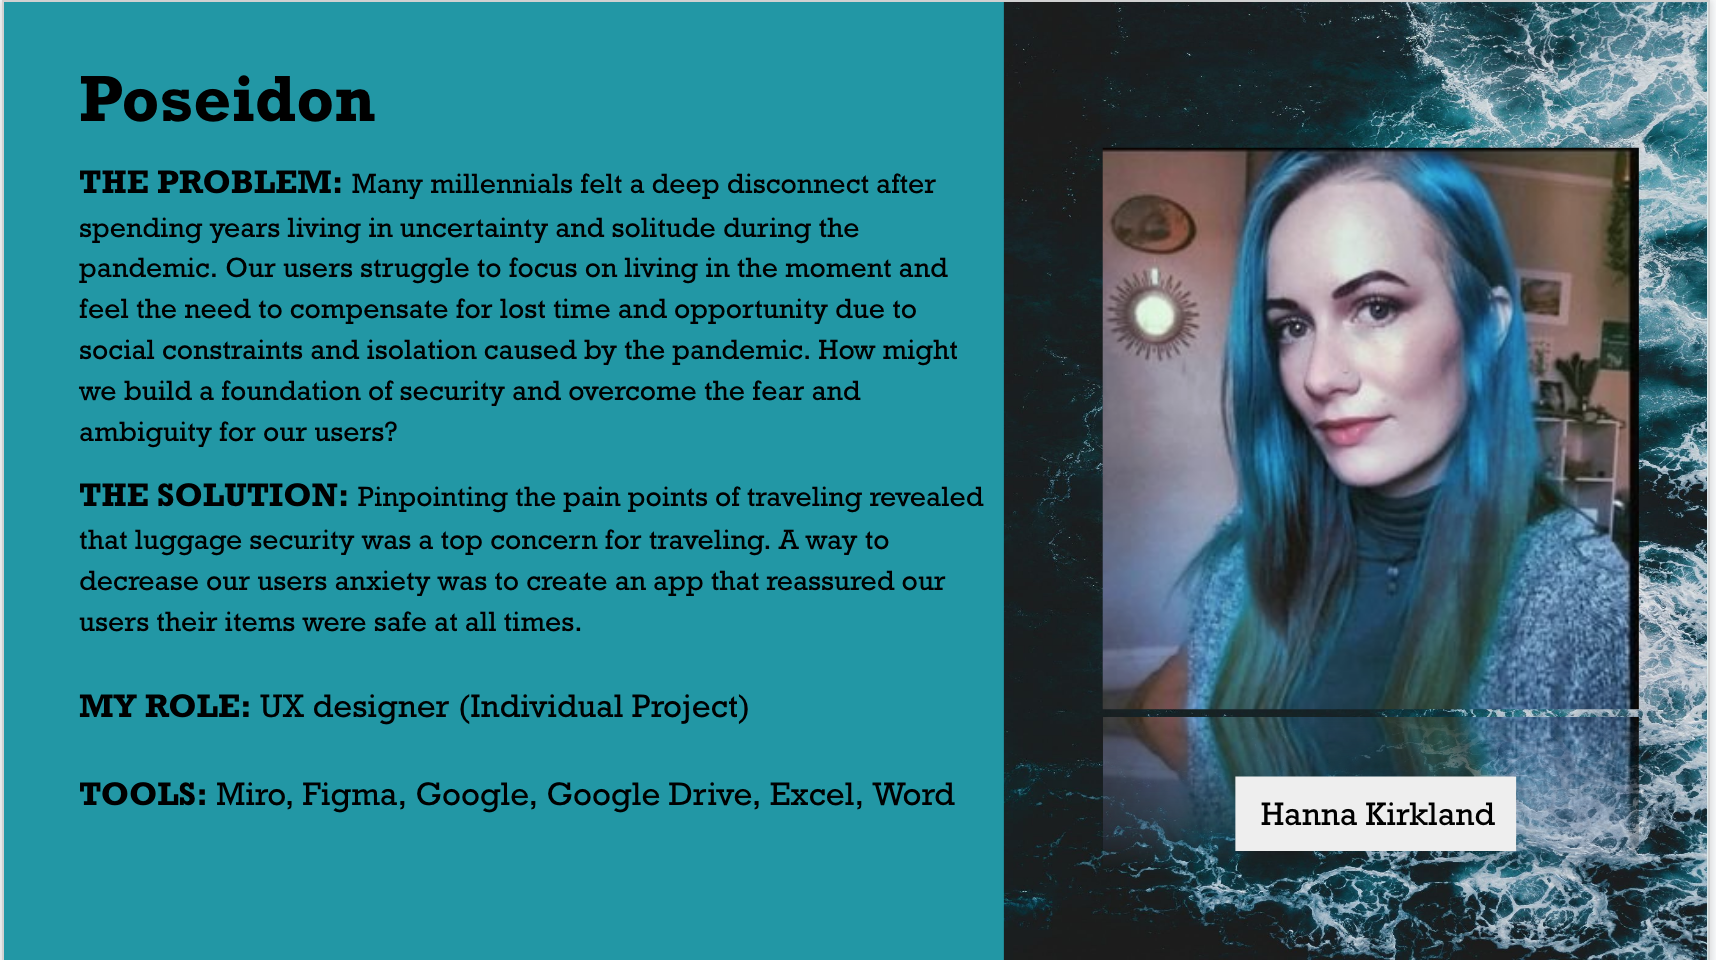 Poseidon
THE PROBLEM: Many millennials felt a deep disconnect after
spending years living in uncertainty and solitude during the
pandemic. Our users struggle to focus on living in the moment and
feel the need to compensate for lost time and opportunity due to
social constraints and isolation caused by the pandemic. How might
we build a foundation of security and overcome the fear and
ambiguity for our users?
THE SOLUTION: Pinpointing the pain points of traveling revealed
that luggage security was a top concern for traveling. A way to
decrease our users anxiety was to create an app that reassured our
users their items were safe at all times.
MY ROLE: UX designer (Individual Project)
TOOLS: Miro, Figma, Google, Google Drive, Excel, Word
Hanna Kirkland